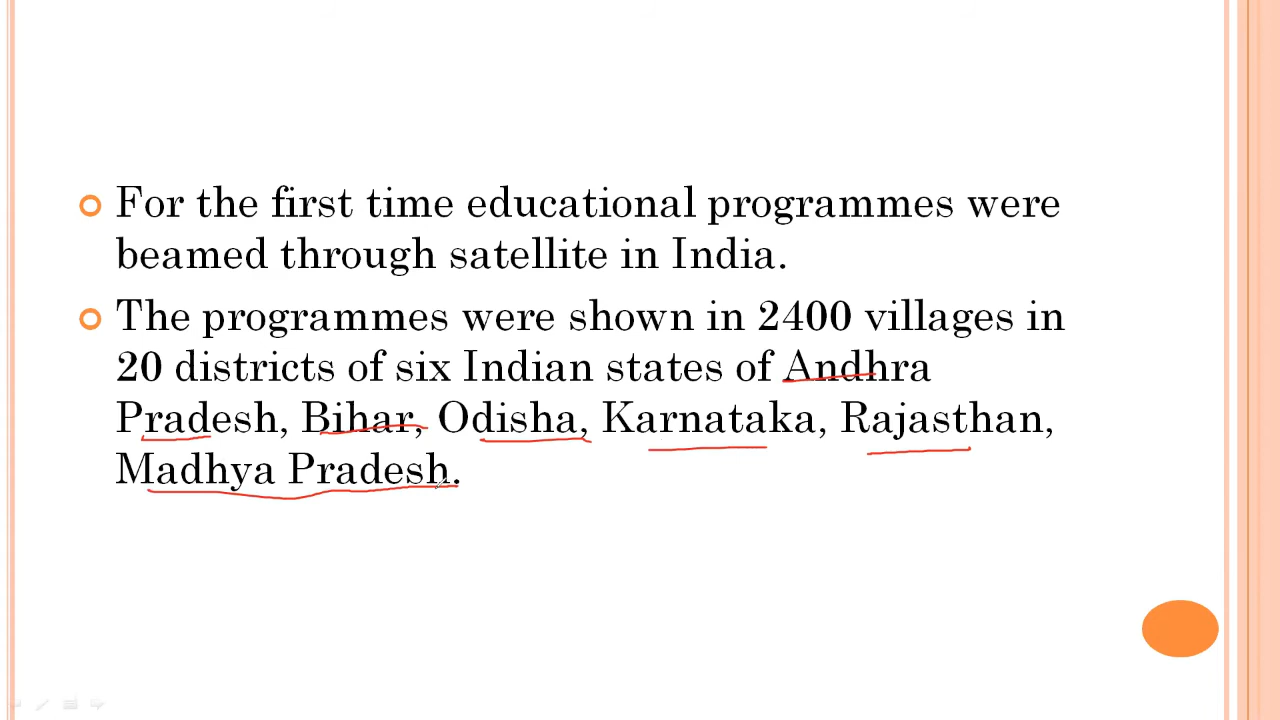 For the first time educational programmes were
beamed through satellite in India.
The programmes were shown in 2400 villages in
20 districts of six Indian states of Andhra
Pradesh, Bihar, Odisha, Karnataka, Rajasthan,
Madhya Pradesh.